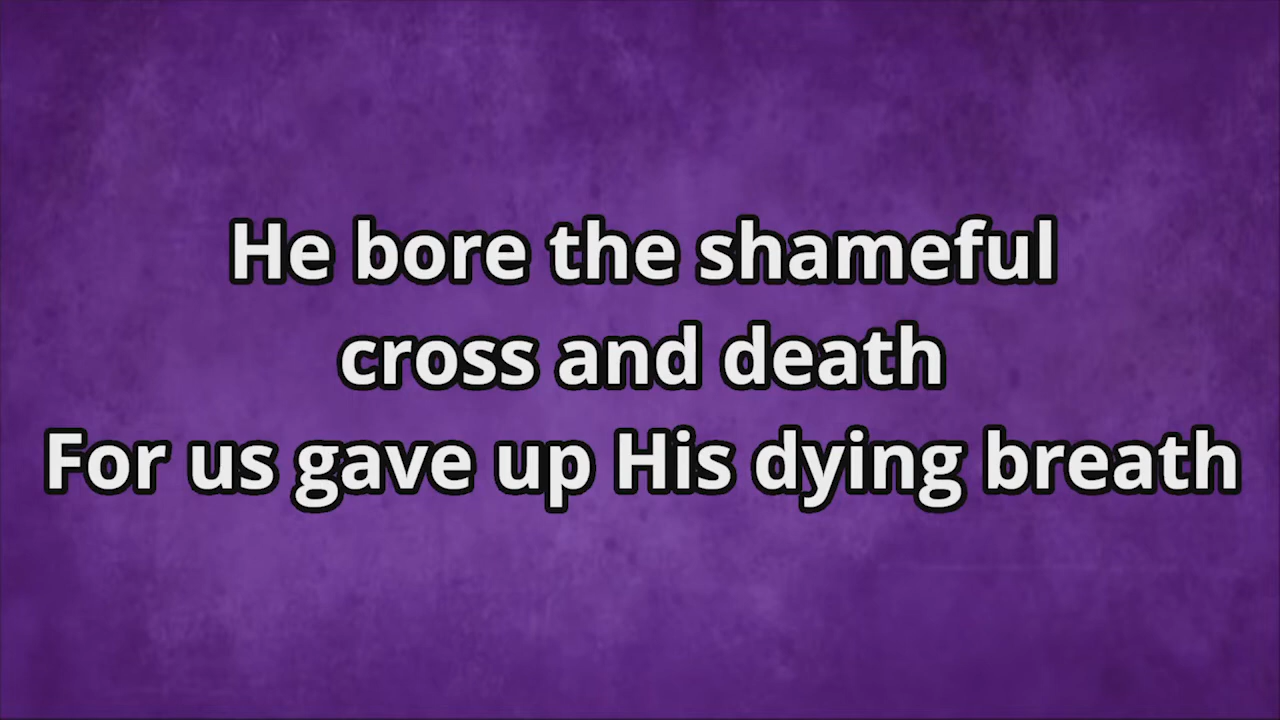 He bore the shameful
cross and death
For us gave up His dying breath